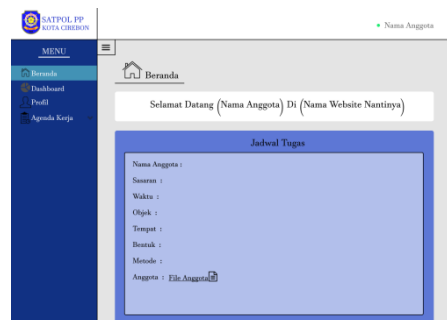 SATPOL PP
KOTA CIREBON
Nama Anggota
MENU
Beranda
Dashboard
Profil
Agenda Kerja
Beranda
Selamat Datang (Nama Anggota) Di (Nama Website Nantinya)
Jadwal Tugas
Nama Anggota :
Sasaran :
Waktu :
Objek :
Tempat :
Bentuk :
Metode :
Anggota : File Anggota